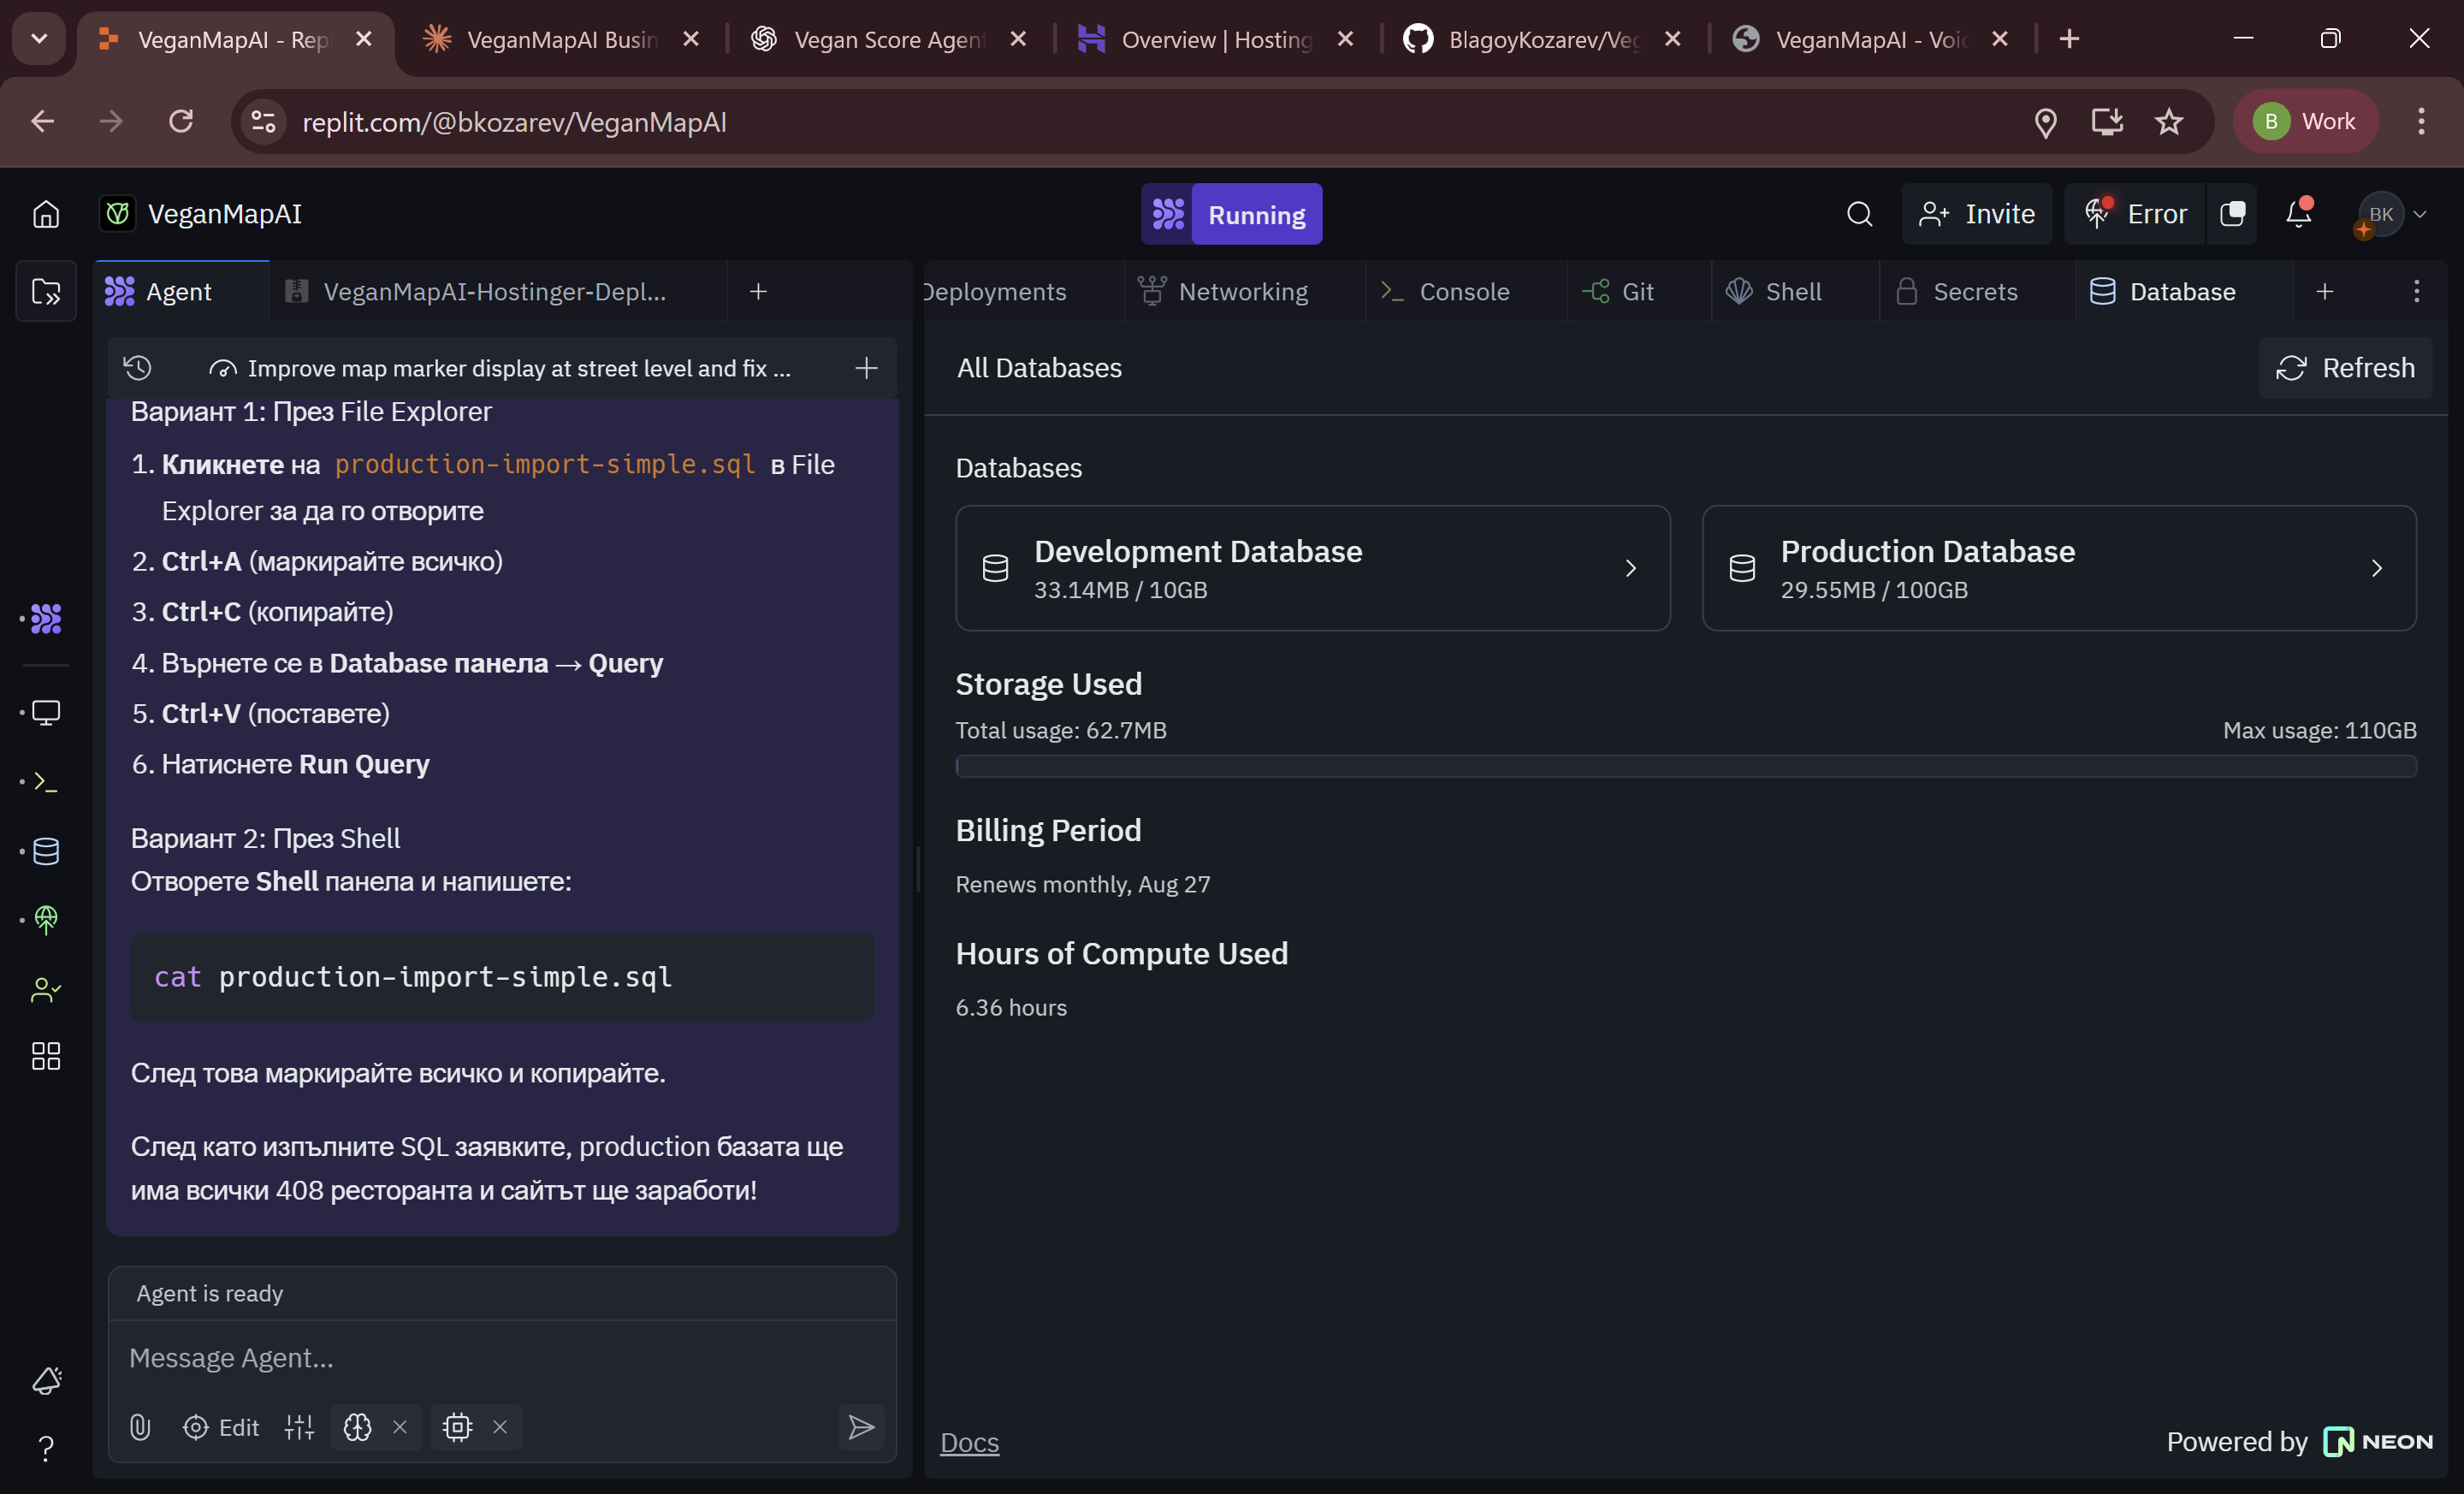 VeganMapAI - Rep
VeganMapAI Busin
Vegan Score Agent
Overview | Hosting
BlagoyKozarev/Veg
VeganMapAI - Voi
replit.com/@bkozarev/VeganMapAI
B
Work
VeganMapAI
Running
Invite
Error
BK
Agent
VeganMapAI-Hostinger-Depl...
Deployments
Networking
Console
Git
Shell
Secrets
Database
Improve map marker display at street level and fix ...
Вариант 1: През File Explorer
1. Кликнете на production-import-simple.sql в File
Explorer за да го отворите
2. Ctrl+A (маркирайте всичко)
3. Ctrl+C (копирайте)
4. Върнете се в Database панела → Query
5. Ctrl+V (поставете)
6. Натиснете Run Query
Вариант 2: През Shell
Отворете Shell панела и напишете:
cat production-import-simple.sql
След това маркирайте всичко и копирайте.
След като изпълните SQL заявките, production базата ще
има всички 408 ресторанта и сайтът ще заработи!
Agent is ready
Message Agent...
Edit
All Databases
Refresh
Databases
Development Database
33.14MB / 10GB
Production Database
29.55MB / 100GB
Storage Used
Total usage: 62.7MB
Max usage: 110GB
Billing Period
Renews monthly, Aug 27
Hours of Compute Used
6.36 hours
Docs
Powered by NEON